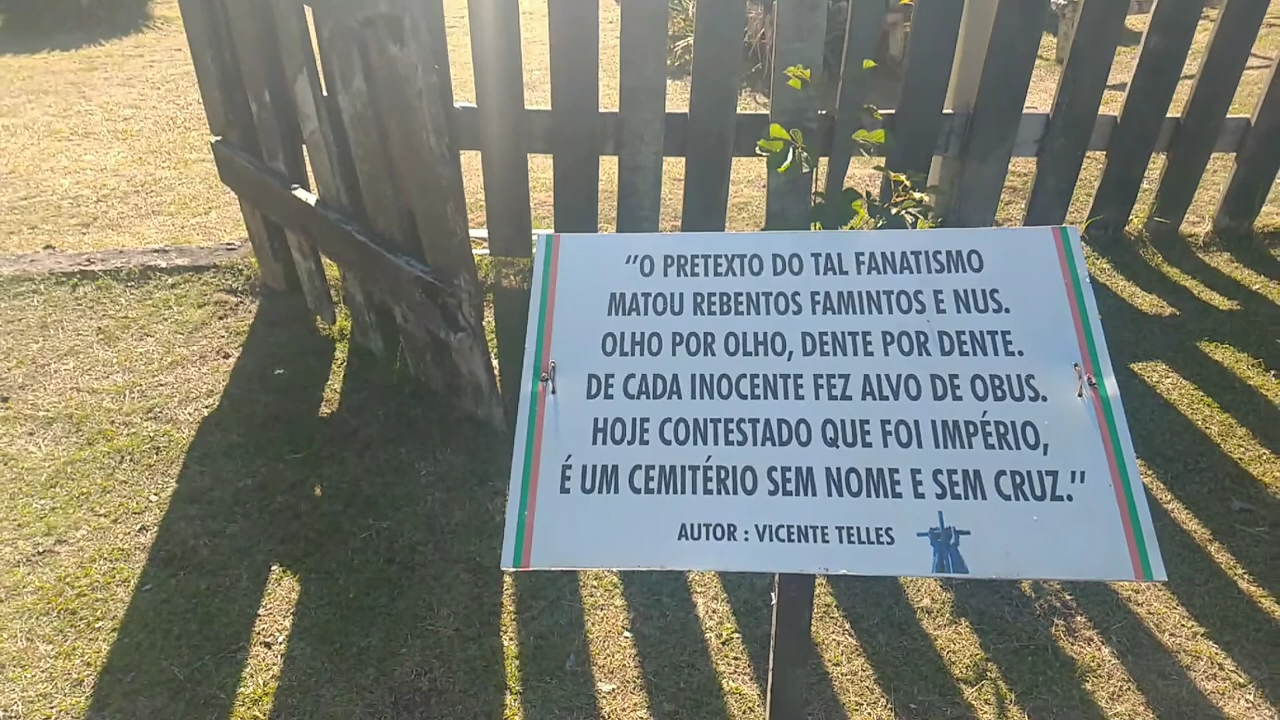 "O PRETEXTO DO TAL FANATISMO
MATOU REBENTOS FAMINTOS E NUS.
OLHO POR OLHO, DENTE POR DENTE.
DE CADA INOCENTE FEZ ALVO DE OBUS.
HOJE CONTESTADO QUE FOI IMPÉRIO,
É UM CEMITÉRIO SEM NOME E SEM CRUZ."
AUTOR : VICENTE TELLES